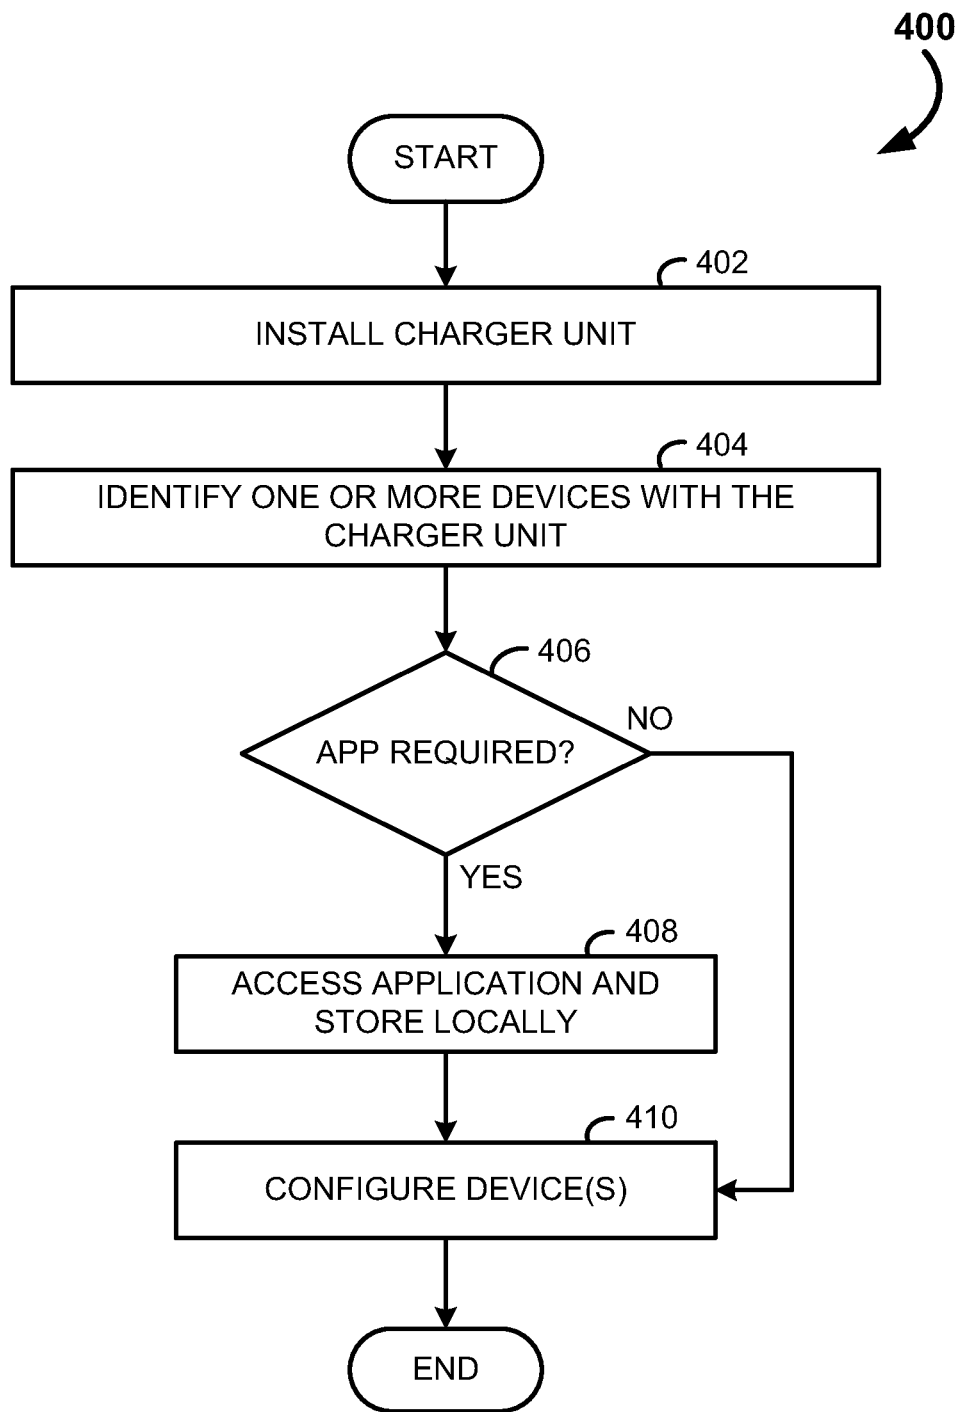 400
START
402
INSTALL CHARGER UNIT
404
IDENTIFY ONE OR MORE DEVICES WITH THE
CHARGER UNIT
406
NO
APP REQUIRED?
YES
408
ACCESS APPLICATION AND
STORE LOCALLY
410
CONFIGURE DEVICE(S)
END